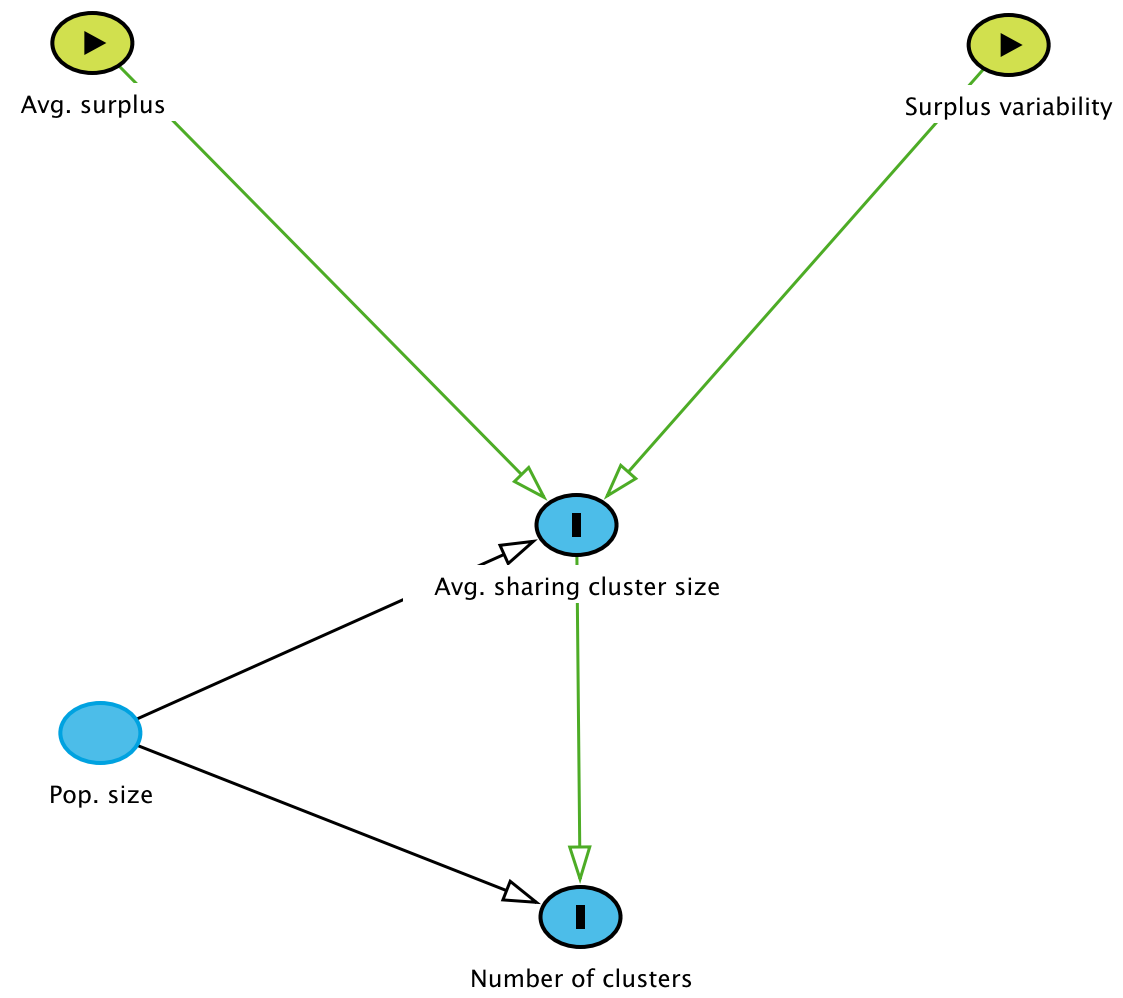 Avg. surplus
Surplus variability
Avg. sharing cluster size
Pop. size
Number of clusters